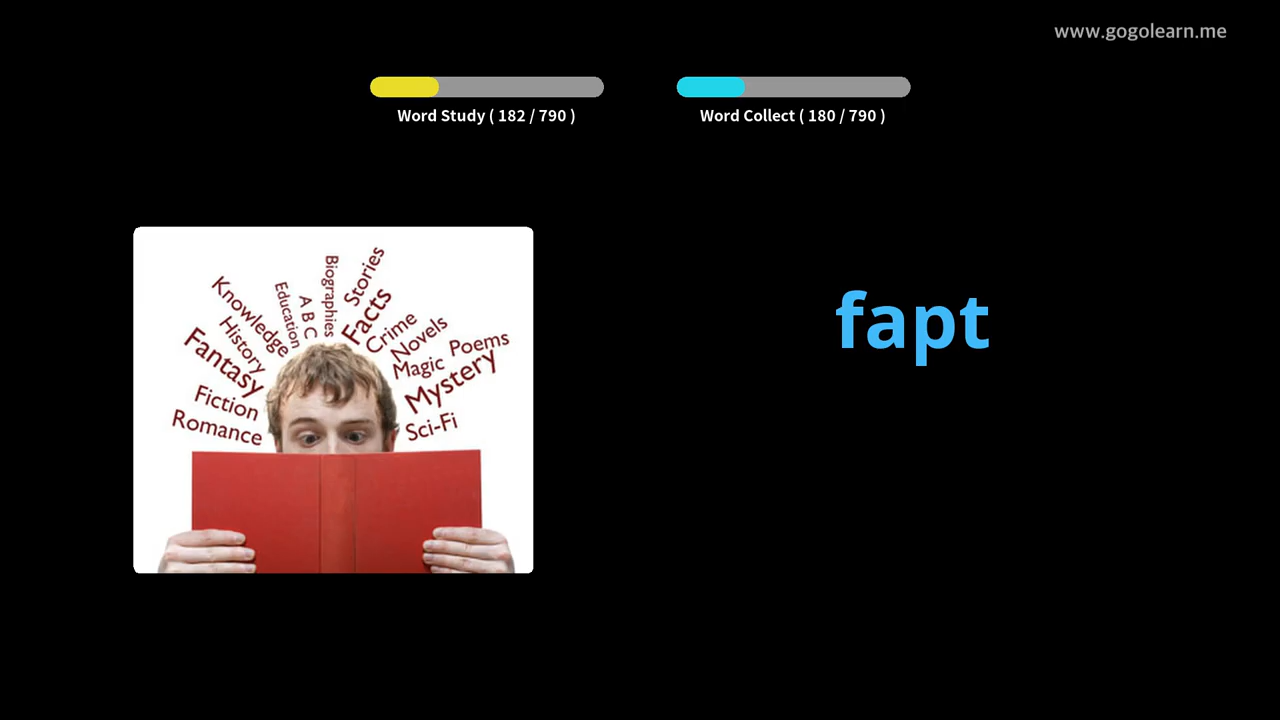 www.gogolearn.me
Word Study ( 182 / 790 )
Word Collect ( 180 / 790 )
fapt
Biographies
Stories
Education
A B C
Facts
Knowledge
History
Crime
Novels
Poems
Fantasy
Magic
Mystery
Fiction
Romance
Sci-Fi